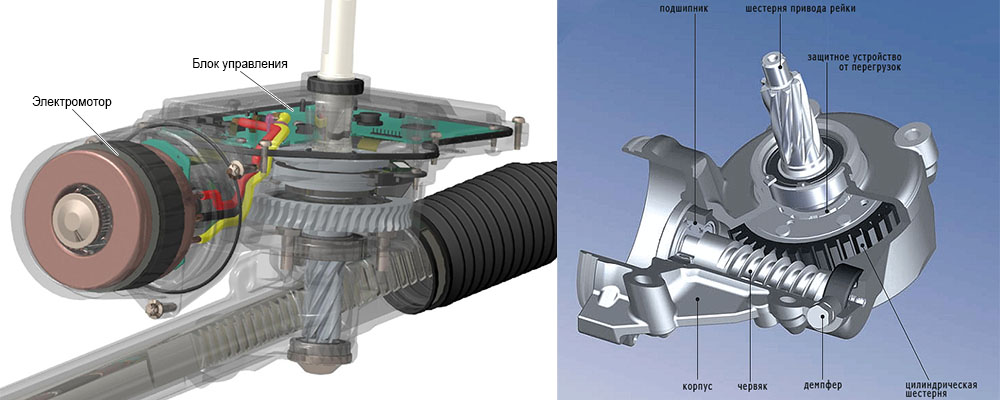 Блок управления
Электромотор
подшипник
шестерня привода рейки
защитное устройство
от перегрузок
корпус
червяк
демпфер
цилиндрическая
шестерня